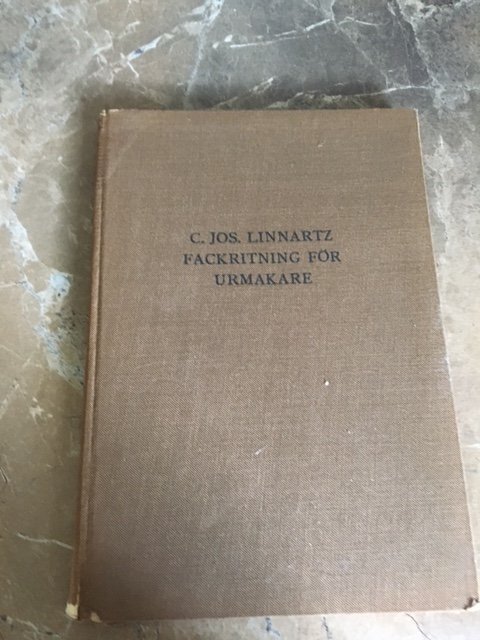 C. JOS. LINNARTZ
FACKRITNING FÖR
URMAKARE